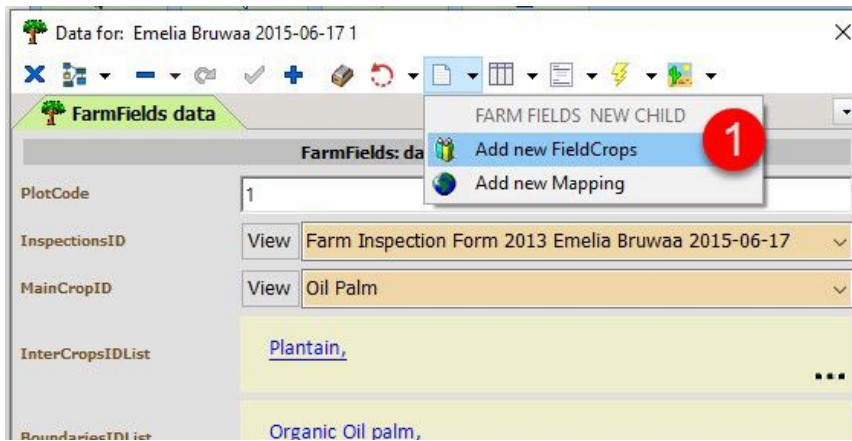 Data for: Emelia Bruwaa 2015-06-17 1
FarmFields data
FARM FIELDS NEW CHILD
Add new FieldCrops
1
Add new Mapping
FarmFields: da
PlotCode
1
InspectionsID
View
Farm Inspection Form 2013 Emelia Bruwaa 2015-06-17
MainCropID
View
Oil Palm
InterCropsIDList
Plantain,
...
BoundariesIDList
Organic Oil palm,